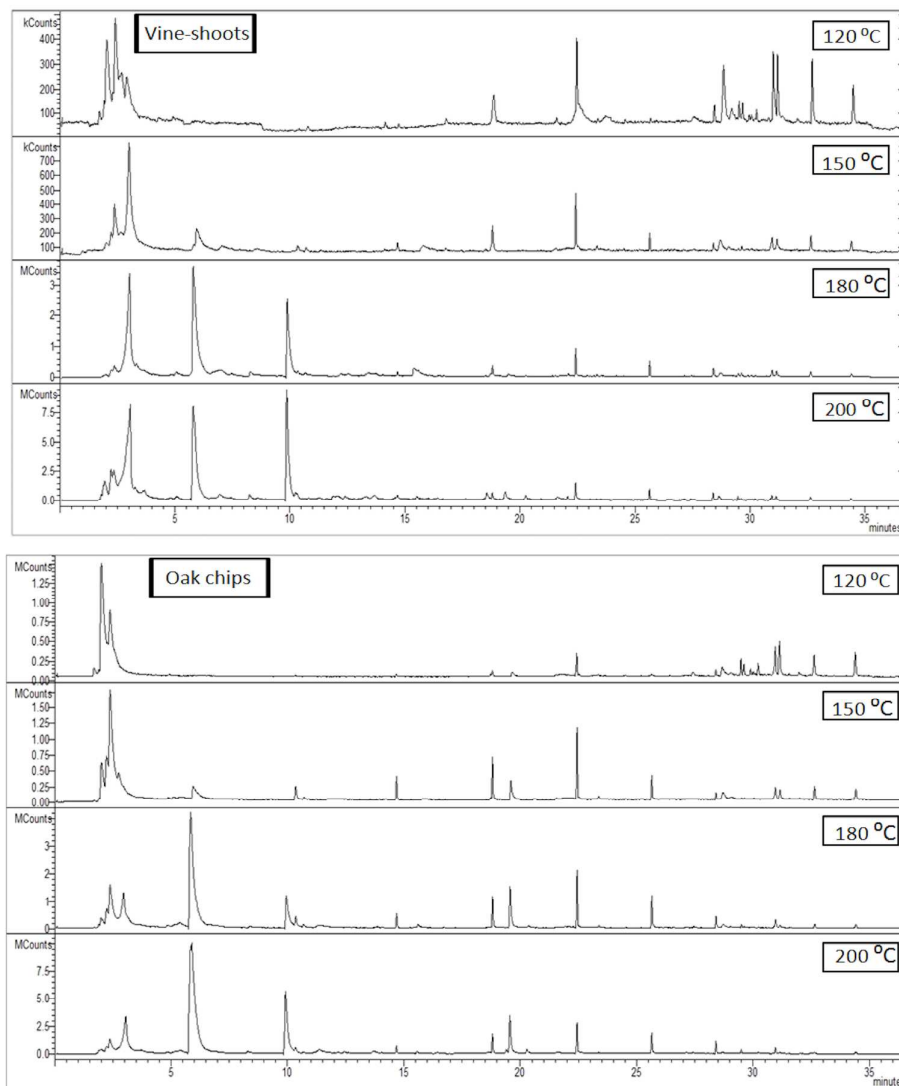 kCounts
Vine-shoots
120 °C
400
300
200
100
kCounts
150 °C
700
600
500
400
300
200
100
MCounts
180 °C
3
2
1
0
MCounts
200 °C
7.5
5.0
2.5
0.0
5 10 15 20 25 30 35
minutes
MCounts
Oak chips
120 °C
1.25
1.00
0.75
0.50
0.25
0.00
MCounts
150 °C
1.50
1.25
1.00
0.75
0.50
0.25
0.00
MCounts
180 °C
3
2
1
0
MCounts
200 °C
7.5
5.0
2.5
0.0
5 10 15 20 25 30 35
minute